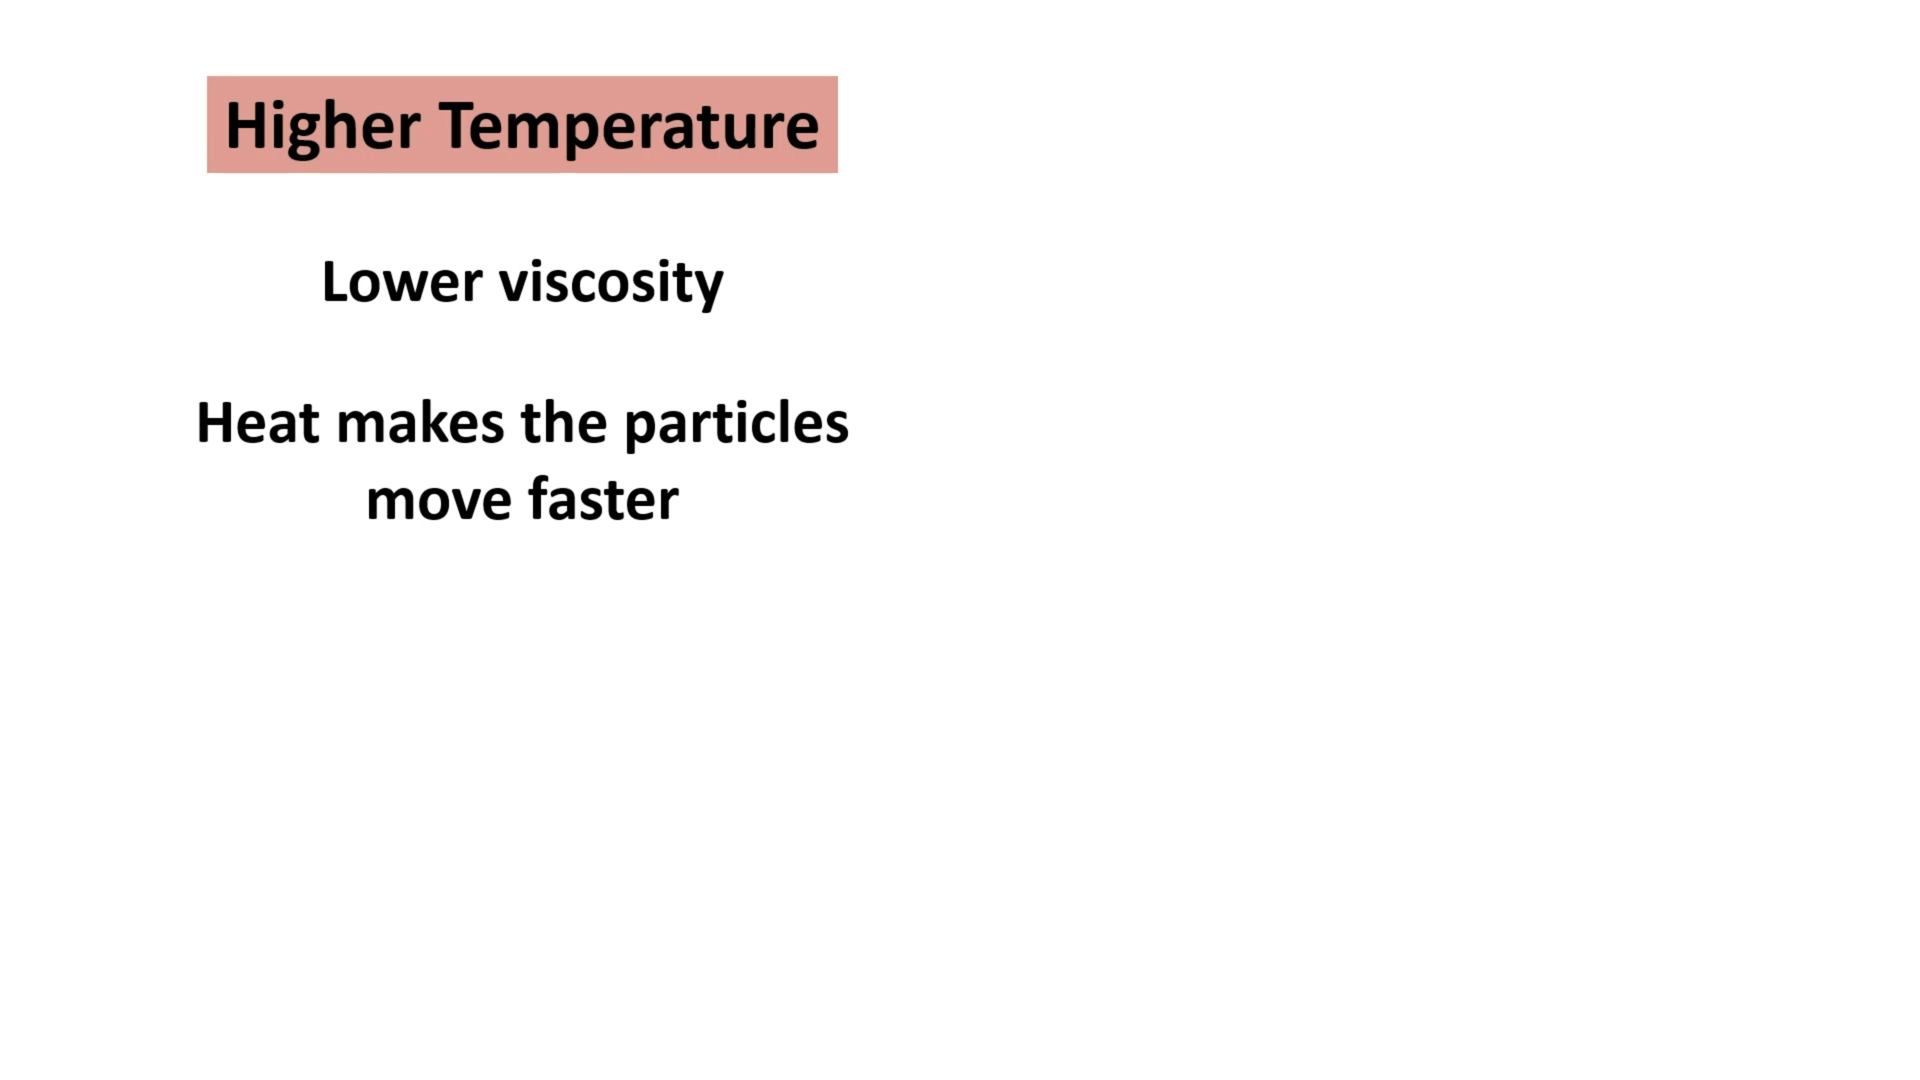 Higher Temperature
Lower viscosity
Heat makes the particles
move faster